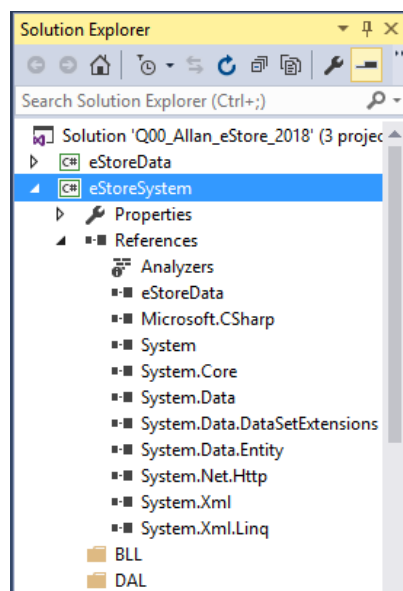 Solution Explorer
Search Solution Explorer (Ctrl+;)
Solution 'Q00_Allan_eStore_2018' (3 projec
C# eStoreData
C# eStoreSystem
Properties
References
Analyzers
eStoreData
Microsoft.CSharp
System
System.Core
System.Data
System.Data.DataSetExtensions
System.Data.Entity
System.Net.Http
System.Xml
System.Xml.Linq
BLL
DAL